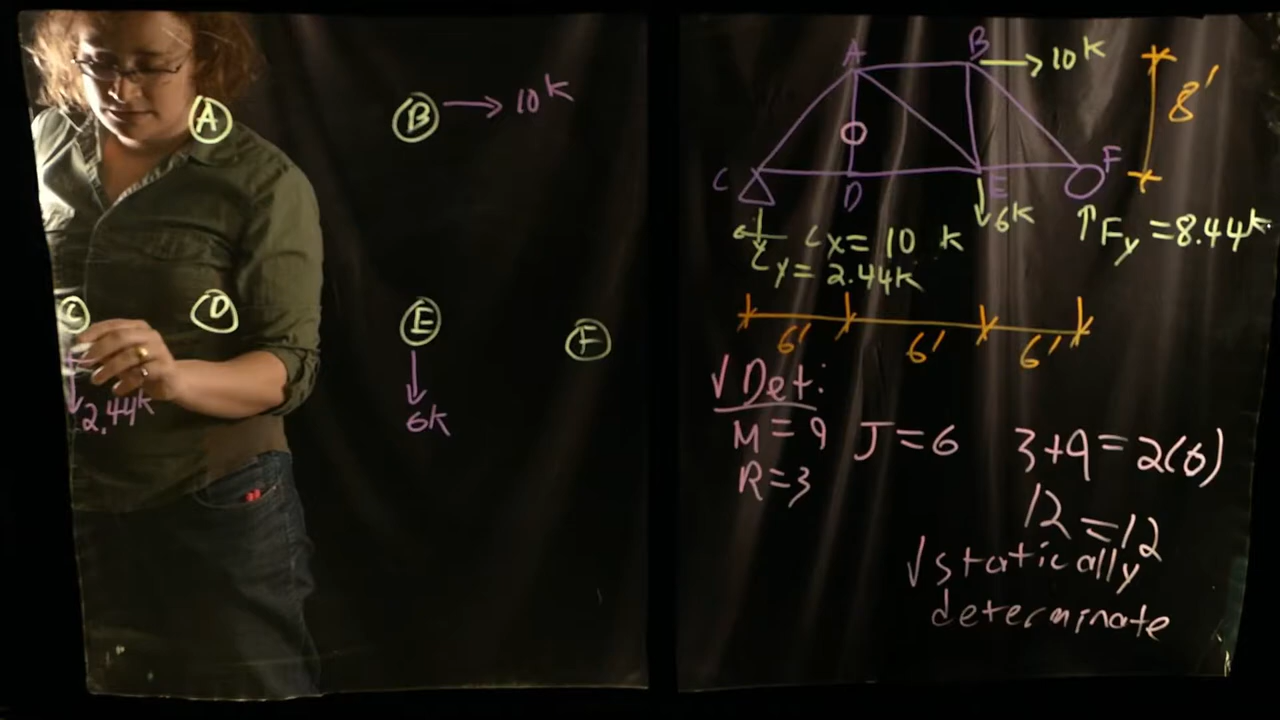 A
B → 10k
C
D
E
F
2.44k
6k
A
B
→ 10k
8'
C
D
E
F
↓6k
↑Fy = 8.44k
Cx = 10 k
Cy = 2.44k
6'
6'
6'
√ Det:
M = 9
J = 6
3+9 = 2(6)
R = 3
12 = 12
√ statically
determinate